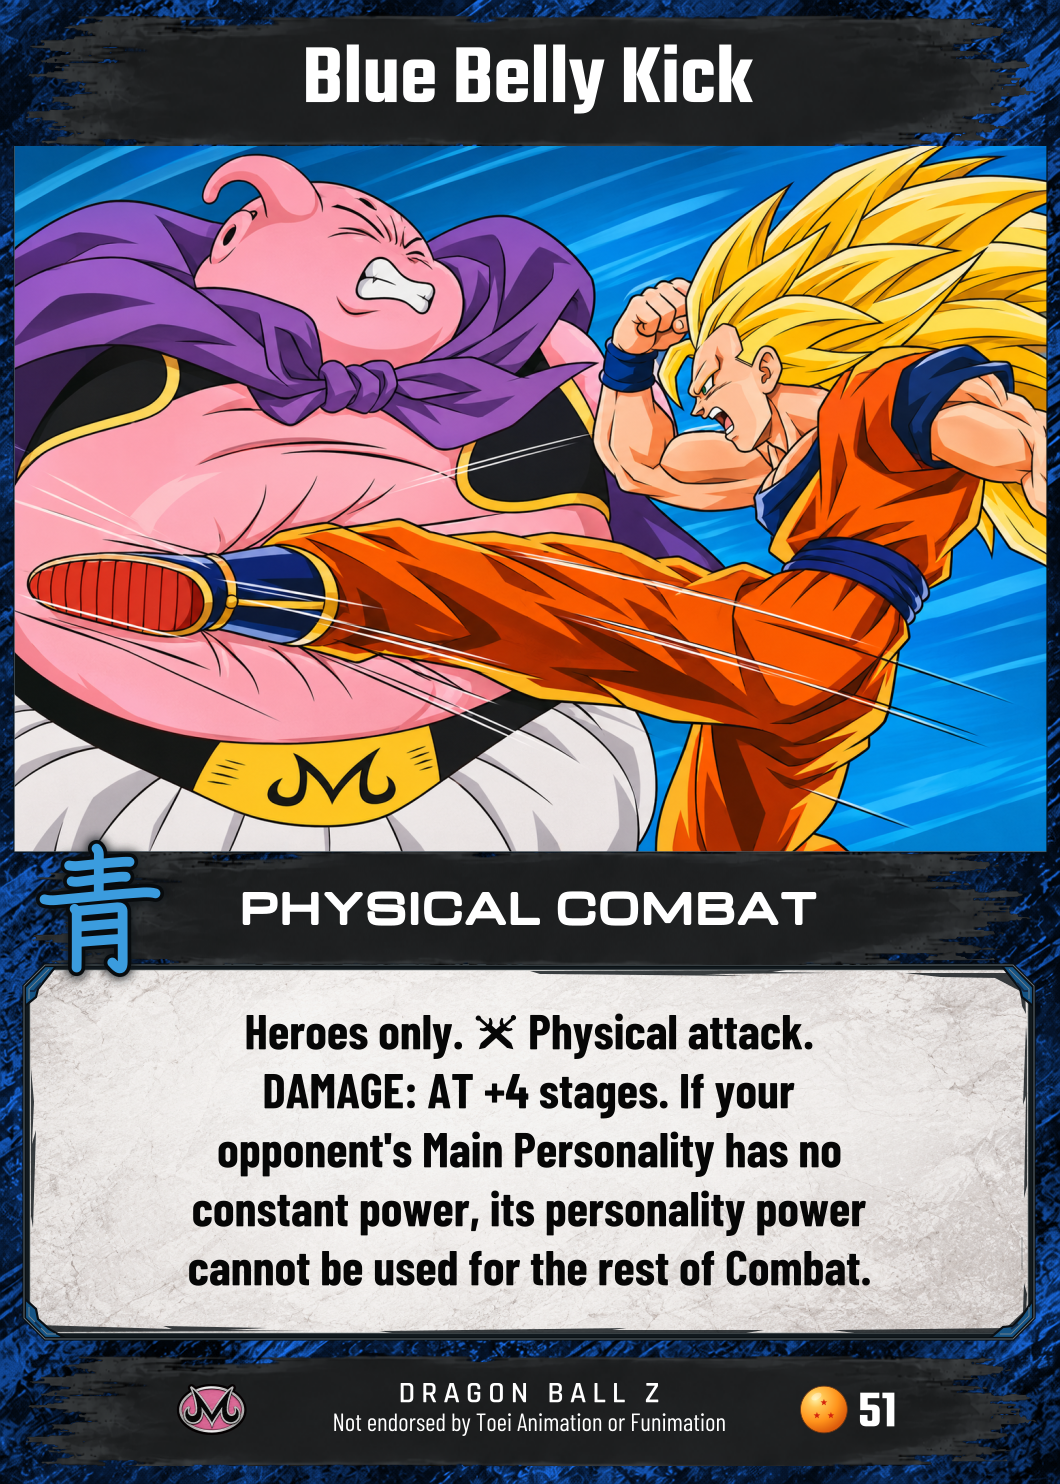 Blue Belly Kick
青
PHYSICAL COMBAT
Heroes only. Physical attack.
DAMAGE: AT +4 stages. If your
opponent's Main Personality has no
constant power, its personality power
cannot be used for the rest of Combat.
DRAGON BALL Z
Not endorsed by Toei Animation or Funimation
51